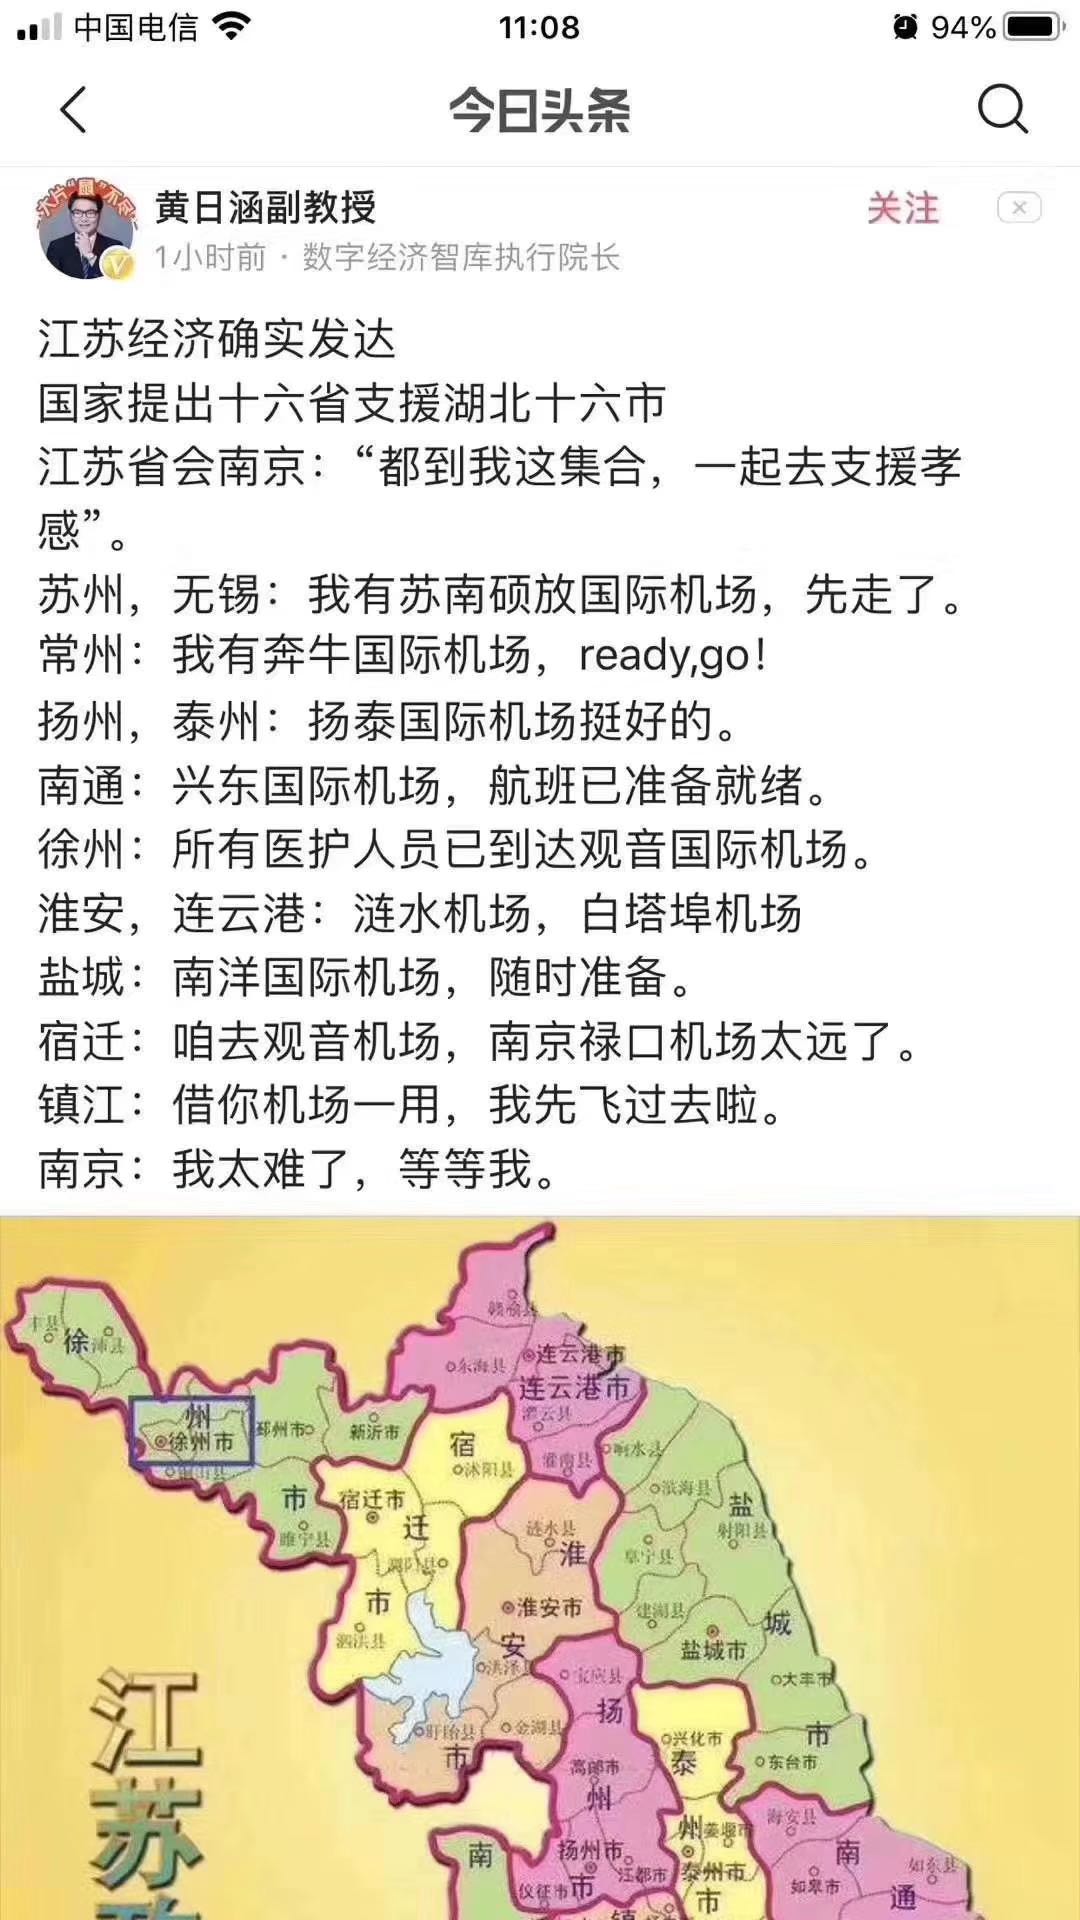 中国电信
11:08
94%
今日头条
大片“鼠”不尽
黄日涵副教授
关注
1小时前 · 数字经济智库执行院长
江苏经济确实发达
国家提出十六省支援湖北十六市
江苏省会南京：“都到我这集合，一起去支援孝
感”。
苏州，无锡：我有苏南硕放国际机场，先走了。
常州：我有奔牛国际机场，ready,go！
扬州，泰州：扬泰国际机场挺好的。
南通：兴东国际机场，航班已准备就绪。
徐州：所有医护人员已到达观音国际机场。
淮安，连云港：涟水机场，白塔埠机场
盐城：南洋国际机场，随时准备。
宿迁：咱去观音机场，南京禄口机场太远了。
镇江：借你机场一用，我先飞过去啦。
南京：我太难了，等等我。
赣榆县
丰县
徐
沛县
东海县
连云港市
连云港市
州
徐州市
邳州市
新沂市
灌云县
宿
沭阳县
灌南县
响水县
铜山县
市
宿迁市
滨海县
盐
睢宁县
迁
涟水县
射阳县
淮
阜宁县
泗阳县
市
淮安市
建湖县
城
泗洪县
安
盐城市
洪泽县
宝应县
大丰市
扬
盱眙县
金湖县
市
兴化市
市
泰
东台市
高邮市
州
海安县
州
姜堰市
南
扬州市
南
如东县
江都市
泰州市
如皋市
仪征市
市
市
通
镇
江苏